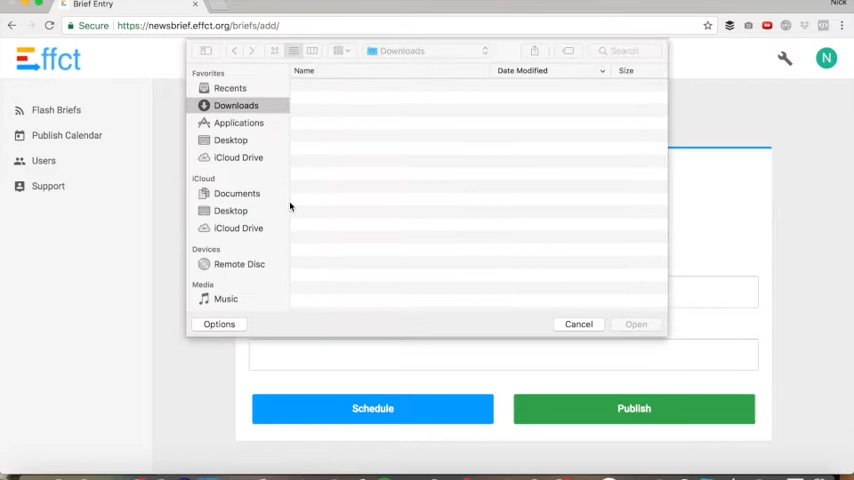 Brief Entry
Nick
Secure
https://newsbrief.effct.org/briefs/add/
Effct
N
Downloads
Search
Favorites
Name
Date Modified
Size
Recents
Downloads
Applications
Desktop
iCloud Drive
iCloud
Documents
Desktop
iCloud Drive
Devices
Remote Disc
Media
Music
Options
Cancel
Open
Flash Briefs
Publish Calendar
Users
Support
Schedule
Publish